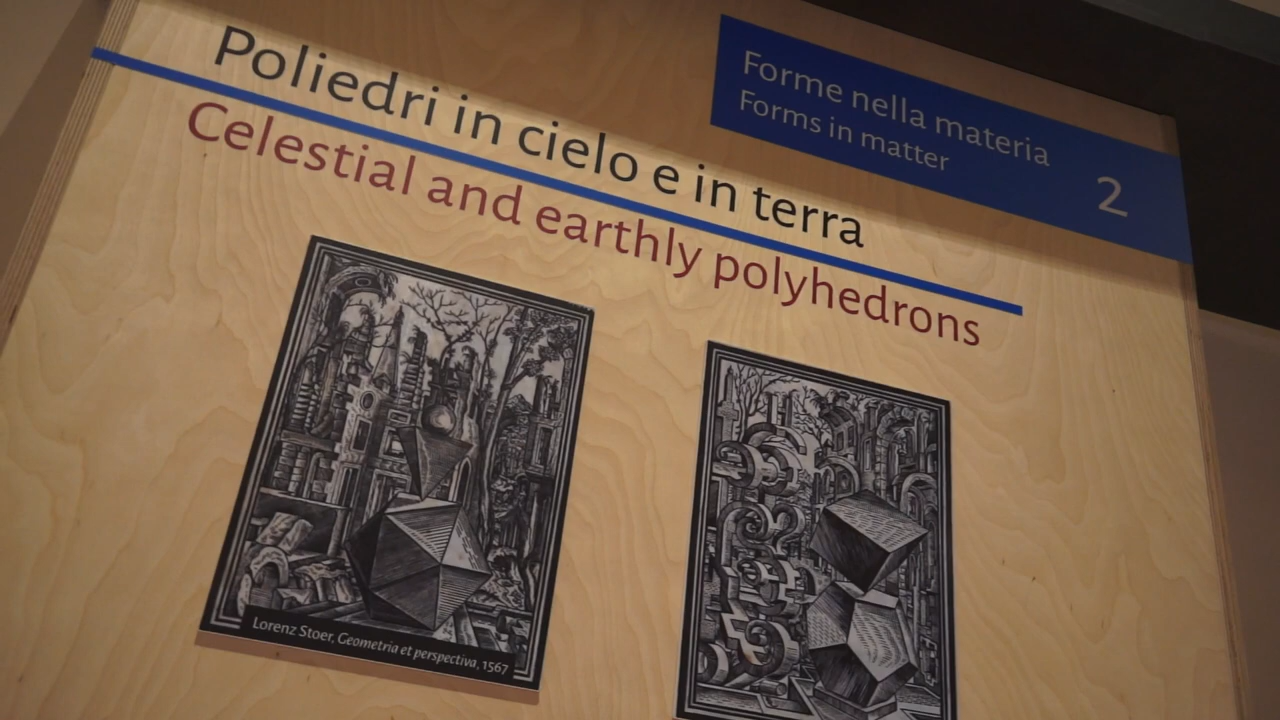 Poliedri in cielo e in terra
Celestial and earthly polyhedrons
Forme nella materia
Forms in matter
2
Lorenz Stoer, Geometria et perspectiva, 1567